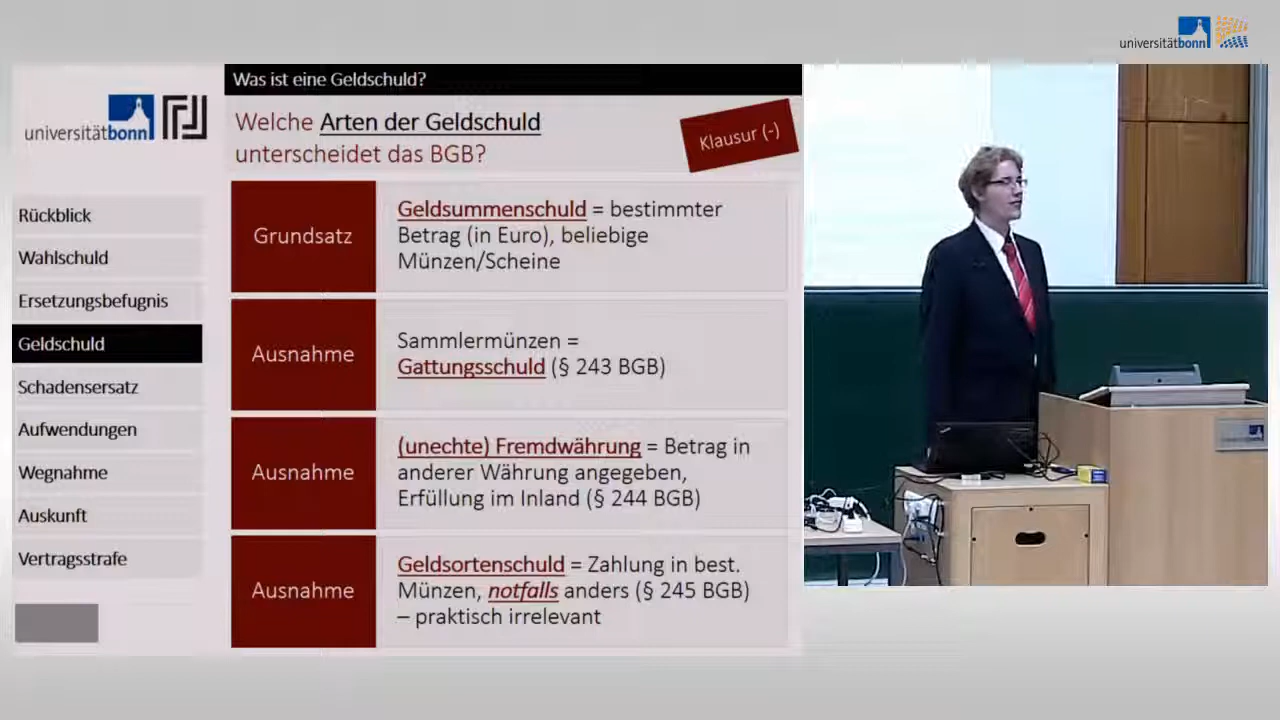 universitätbonn
Was ist eine Geldschuld?
universitätbonn
Welche Arten der Geldschuld
unterscheidet das BGB?
Klausur (-)
Rückblick
Wahlschuld
Ersetzungsbefugnis
Geldschuld
Schadensersatz
Aufwendungen
Wegnahme
Auskunft
Vertragsstrafe
Grundsatz
Geldsummenschuld = bestimmter
Betrag (in Euro), beliebige
Münzen/Scheine
Ausnahme
Sammlermünzen =
Gattungsschuld (§ 243 BGB)
Ausnahme
(unechte) Fremdwährung = Betrag in
anderer Währung angegeben,
Erfüllung im Inland (§ 244 BGB)
Ausnahme
Geldsortenschuld = Zahlung in best.
Münzen, notfalls anders (§ 245 BGB)
– praktisch irrelevant